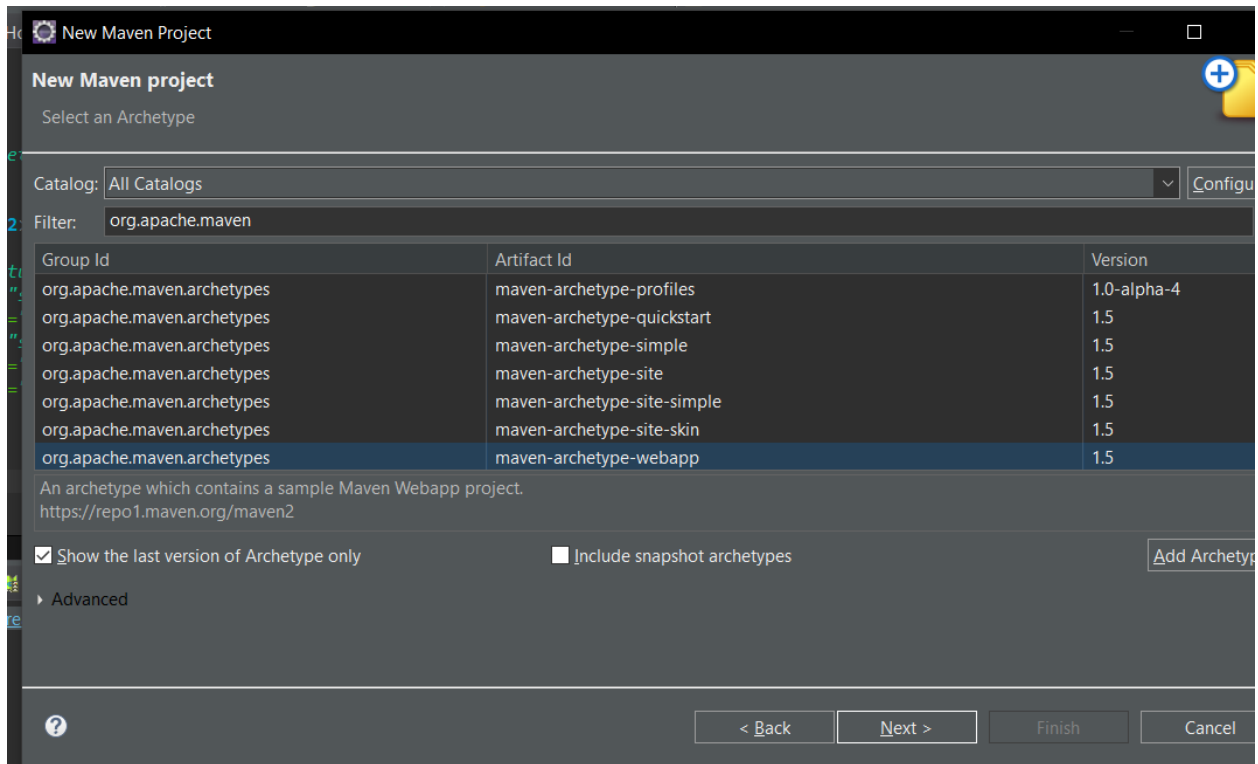 New Maven Project
New Maven project
Select an Archetype
Catalog: All Catalogs Configu
Filter: org.apache.maven
Group Id Artifact Id Version
org.apache.maven.archetypes maven-archetype-profiles 1.0-alpha-4
org.apache.maven.archetypes maven-archetype-quickstart 1.5
org.apache.maven.archetypes maven-archetype-simple 1.5
org.apache.maven.archetypes maven-archetype-site 1.5
org.apache.maven.archetypes maven-archetype-site-simple 1.5
org.apache.maven.archetypes maven-archetype-site-skin 1.5
org.apache.maven.archetypes maven-archetype-webapp 1.5
An archetype which contains a sample Maven Webapp project.
https://repo1.maven.org/maven2
Show the last version of Archetype only Include snapshot archetypes Add Archetyp
Advanced
? < Back Next > Finish Cancel